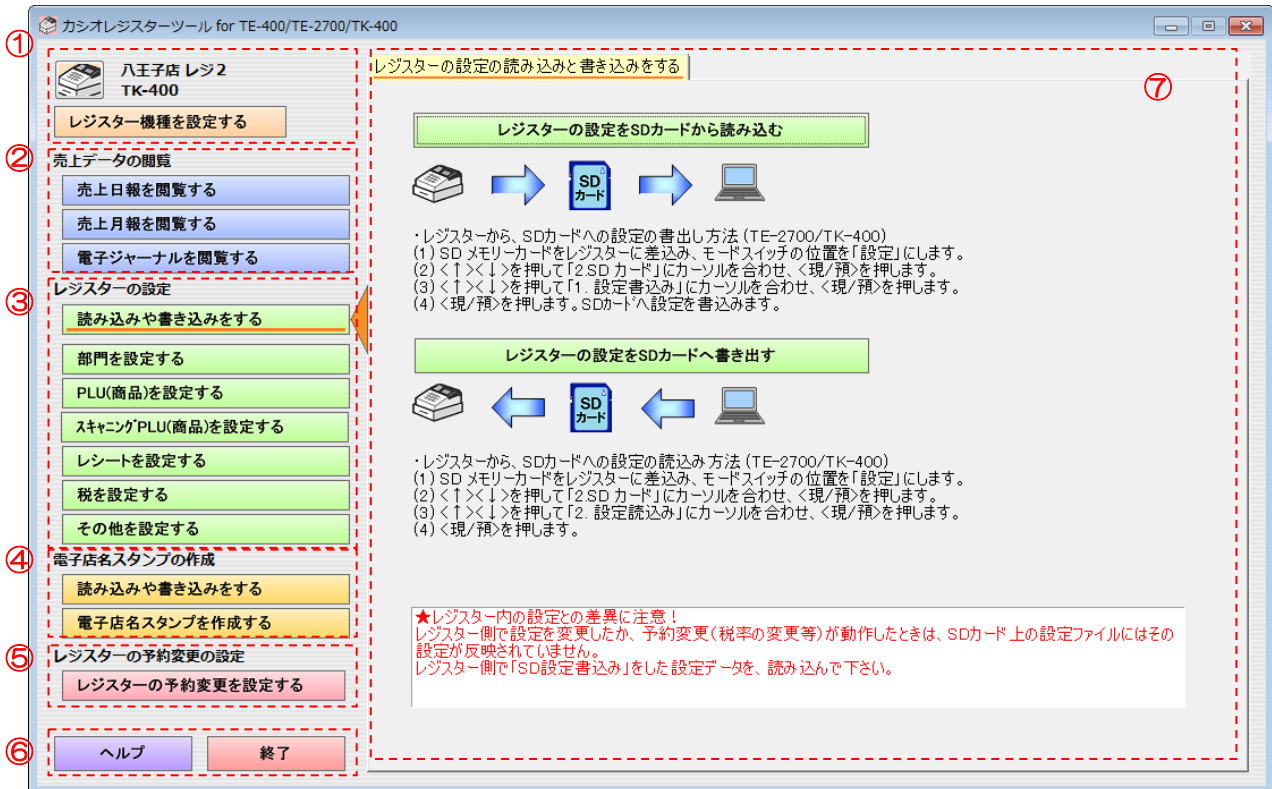 カシオレジスターツール for TE-400/TE-2700/TK-400
①
八王子店 レジ2
TK-400
レジスター機種を設定する
②
売上データの閲覧
売上日報を閲覧する
売上月報を閲覧する
電子ジャーナルを閲覧する
③
レジスターの設定
読み込みや書き込みをする
部門を設定する
PLU(商品)を設定する
ｽｷｬﾆﾝｸﾞPLU(商品)を設定する
レシートを設定する
税を設定する
その他を設定する
④
電子店名スタンプの作成
読み込みや書き込みをする
電子店名スタンプを作成する
⑤
レジスターの予約変更の設定
レジスターの予約変更を設定する
⑥
ヘルプ
終了
⑦
レジスターの設定の読み込みと書き込みをする
レジスターの設定をSDカードから読み込む
SD
カード
・レジスターから、SDカードへの設定の書出し方法（TE-2700/TK-400）
(1) SD メモリーカードをレジスターに差込み、モードスイッチの位置を「設定」にします。
(2) <↑><↓>を押して「2.SD カード」にカーソルを合わせ、<現/預>を押します。
(3) <↑><↓>を押して「1. 設定書込み」にカーソルを合わせ、<現/預>を押します。
(4) <現/預>を押します。SDｶｰﾄﾞへ設定を書込みます。
レジスターの設定をSDカードへ書き出す
SD
カード
・レジスターから、SDカードへの設定の読込み方法（TE-2700/TK-400）
(1) SD メモリーカードをレジスターに差込み、モードスイッチの位置を「設定」にします。
(2) <↑><↓>を押して「2.SD カード」にカーソルを合わせ、<現/預>を押します。
(3) <↑><↓>を押して「2. 設定読込み」にカーソルを合わせ、<現/預>を押します。
(4) <現/預>を押します。
★レジスター内の設定との差異に注意！
レジスター側で設定を変更したか、予約変更（税率の変更等）が動作したときは、SDカード上の設定ファイルにはその
設定が反映されていません。
レジスター側で「SD設定書込み」をした設定データを、読み込んで下さい。